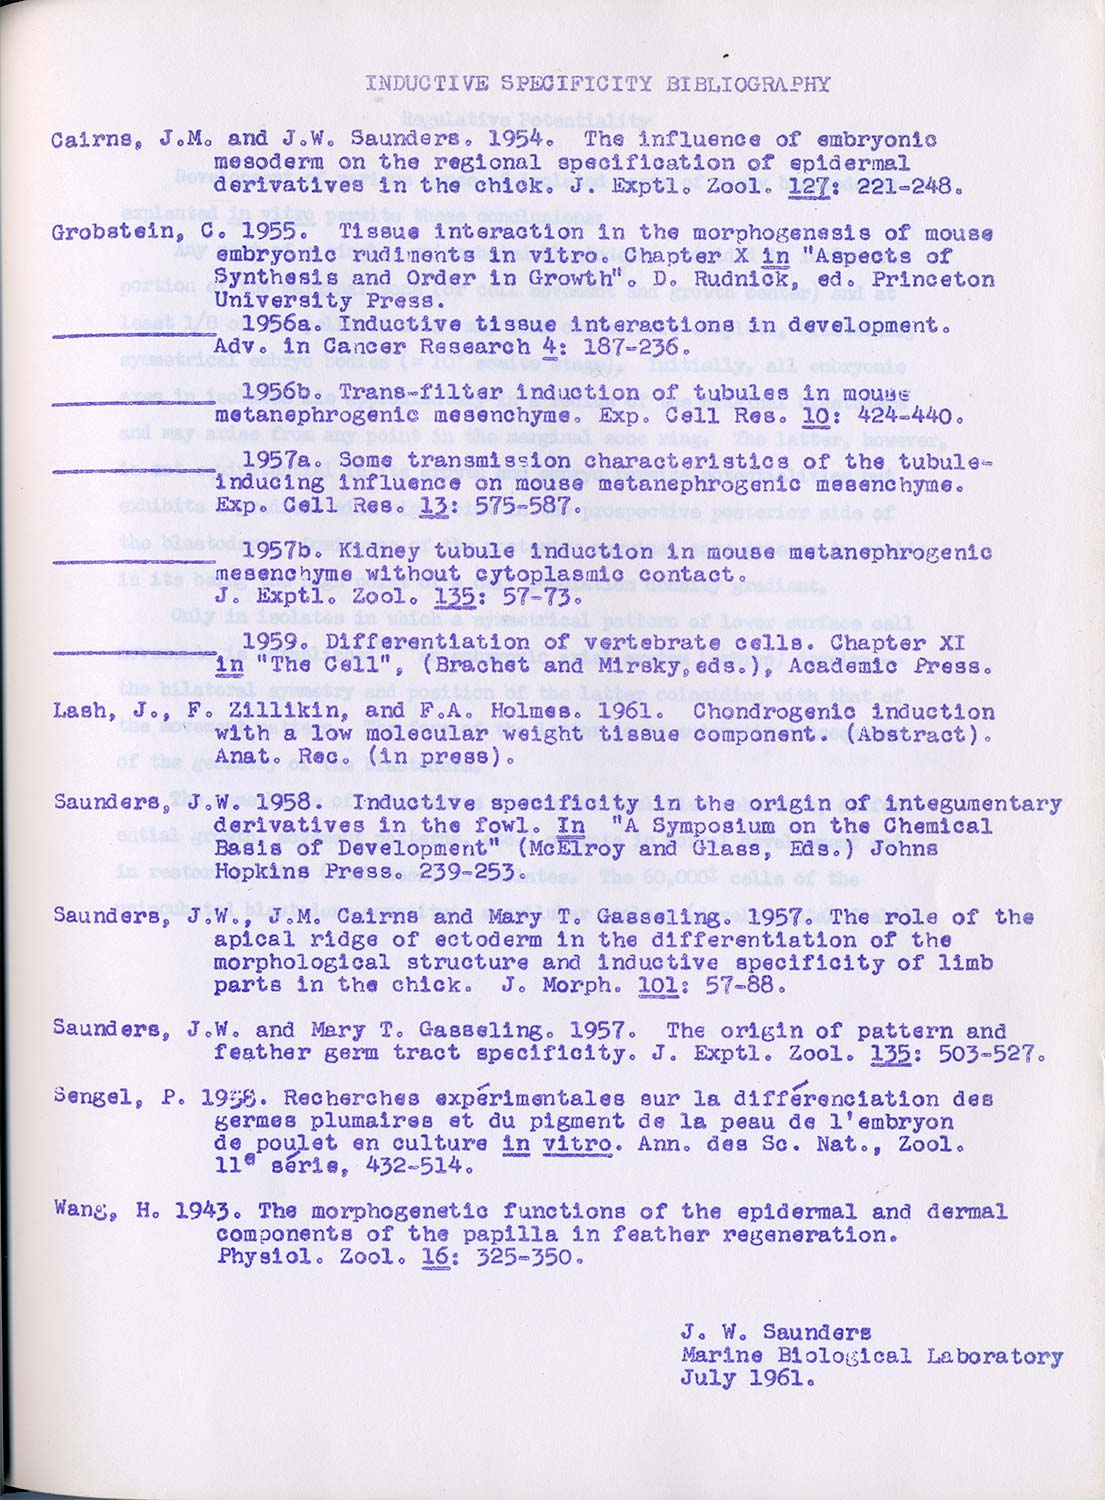 INDUCTIVE SPECIFICITY BIBLIOGRAPHY
Cairns, J.M. and J.W. Saunders. 1954. The influence of embryonic
mesoderm on the regional specification of epidermal
derivatives in the chick. J. Exptl. Zool. 127: 221-248.
Grobstein, C. 1955. Tissue interaction in the morphogenesis of mouse
embryonic rudiments in vitro. Chapter X in "Aspects of
Synthesis and Order in Growth". D. Rudnick, ed. Princeton
University Press.
____________ 1956a. Inductive tissue interactions in development.
Adv. in Cancer Research 4: 187-236.
____________ 1956b. Trans-filter induction of tubules in mouse
metanephrogenic mesenchyme. Exp. Cell Res. 10: 424-440.
____________ 1957a. Some transmission characteristics of the tubule-
inducing influence on mouse metanephrogenic mesenchyme.
Exp. Cell Res. 13: 575-587.
____________ 1957b. Kidney tubule induction in mouse metanephrogenic
mesenchyme without cytoplasmic contact.
J. Exptl. Zool. 135: 57-73.
____________ 1959. Differentiation of vertebrate cells. Chapter XI
in "The Cell", (Brachet and Mirsky,eds.), Academic Press.
Lash, J., F. Zillikin, and F.A. Holmes. 1961. Chondrogenic induction
with a low molecular weight tissue component. (Abstract).
Anat. Rec. (in press).
Saunders, J.W. 1958. Inductive specificity in the origin of integumentary
derivatives in the fowl. In "A Symposium on the Chemical
Basis of Development" (McElroy and Glass, Eds.) Johns
Hopkins Press. 239-253.
Saunders, J.W., J.M. Cairns and Mary T. Gasseling. 1957. The role of the
apical ridge of ectoderm in the differentiation of the
morphological structure and inductive specificity of limb
parts in the chick. J. Morph. 101: 57-88.
Saunders, J.W. and Mary T. Gasseling. 1957. The origin of pattern and
feather germ tract specificity. J. Exptl. Zool. 135: 503-527.
Sengel, P. 1958. Recherches expérimentales sur la différenciation des
germes plumaires et du pigment de la peau de l'embryon
de poulet en culture in vitro. Ann. des Sc. Nat., Zool.
11e série, 432-514.
Wang, H. 1943. The morphogenetic functions of the epidermal and dermal
components of the papilla in feather regeneration.
Physiol. Zool. 16: 325-350.
J. W. Saunders
Marine Biological Laboratory
July 1961.